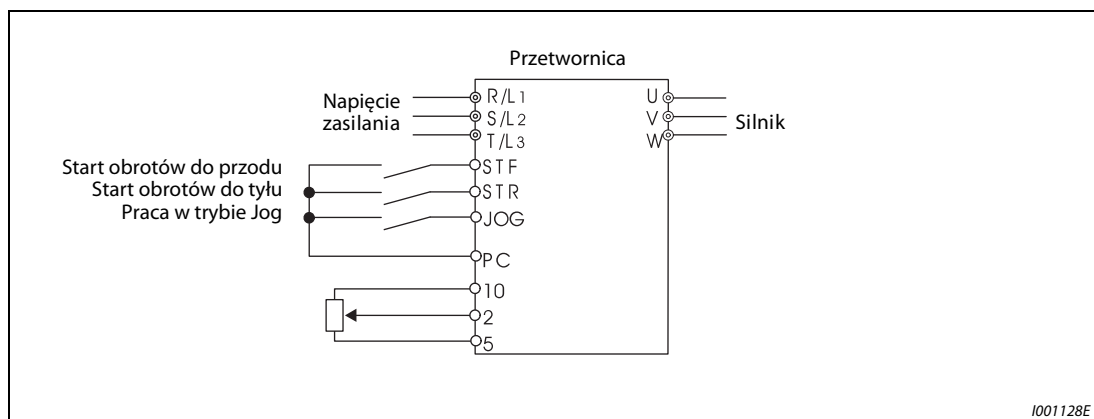 Przetwornica
Napięcie
zasilania
R/L1
S/L2
T/L3
U
V
W
Silnik
Start obrotów do przodu
Start obrotów do tyłu
Praca w trybie Jog
STF
STR
JOG
PC
10
2
5
I001128E